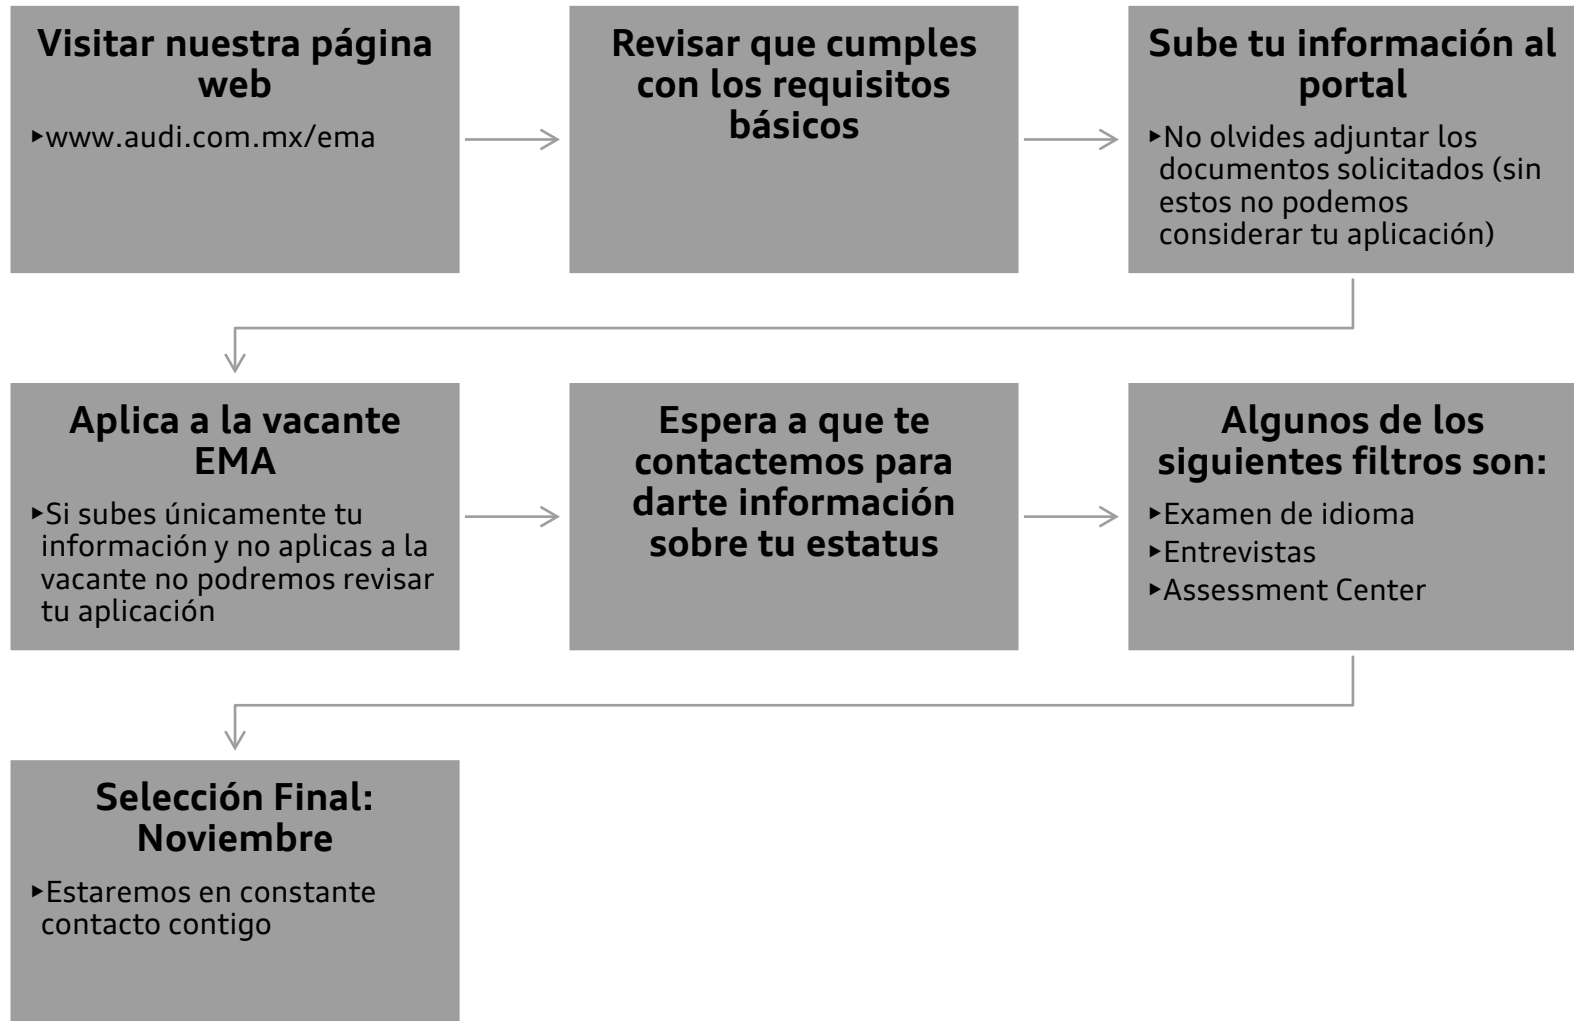 Visitar nuestra página
web
▸www.audi.com.mx/ema
Revisar que cumples
con los requisitos
básicos
Sube tu información al
portal
▸No olvides adjuntar los
documentos solicitados (sin
estos no podemos
considerar tu aplicación)
Aplica a la vacante
EMA
▸Si subes únicamente tu
información y no aplicas a la
vacante no podremos revisar
tu aplicación
Espera a que te
contactemos para
darte información
sobre tu estatus
Algunos de los
siguientes filtros son:
▸Examen de idioma
▸Entrevistas
▸Assessment Center
Selección Final:
Noviembre
▸Estaremos en constante
contacto contigo